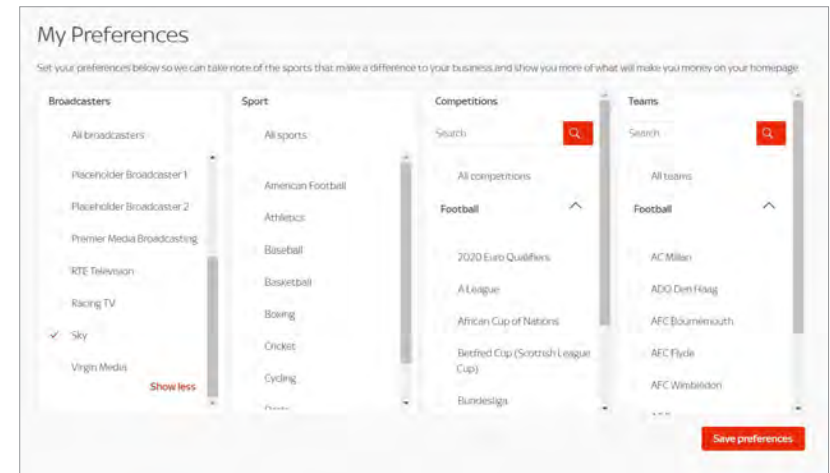 My Preferences
Set your preferences below so we can take note of the sports that make a difference to your business and show you more of what will make you money on your homepage
Broadcasters
All broadcasters
Placeholder Broadcaster 1
Placeholder Broadcaster 2
Premier Media Broadcasting
RTE Television
Racing TV
Sky
Virgin Media
Show less
Sport
All sports
American Football
Athletics
Baseball
Basketball
Boxing
Cricket
Cycling
Competitions
Search
All competitions
Football
2020 Euro Qualifiers
A League
African Cup of Nations
Betfred Cup (Scottish League
Cup)
Bundesliga
Teams
Search
All teams
Football
AC Milan
ADO Den Haag
AFC Bournemouth
AFC Flyde
AFC Wimbeldon
Save preferences